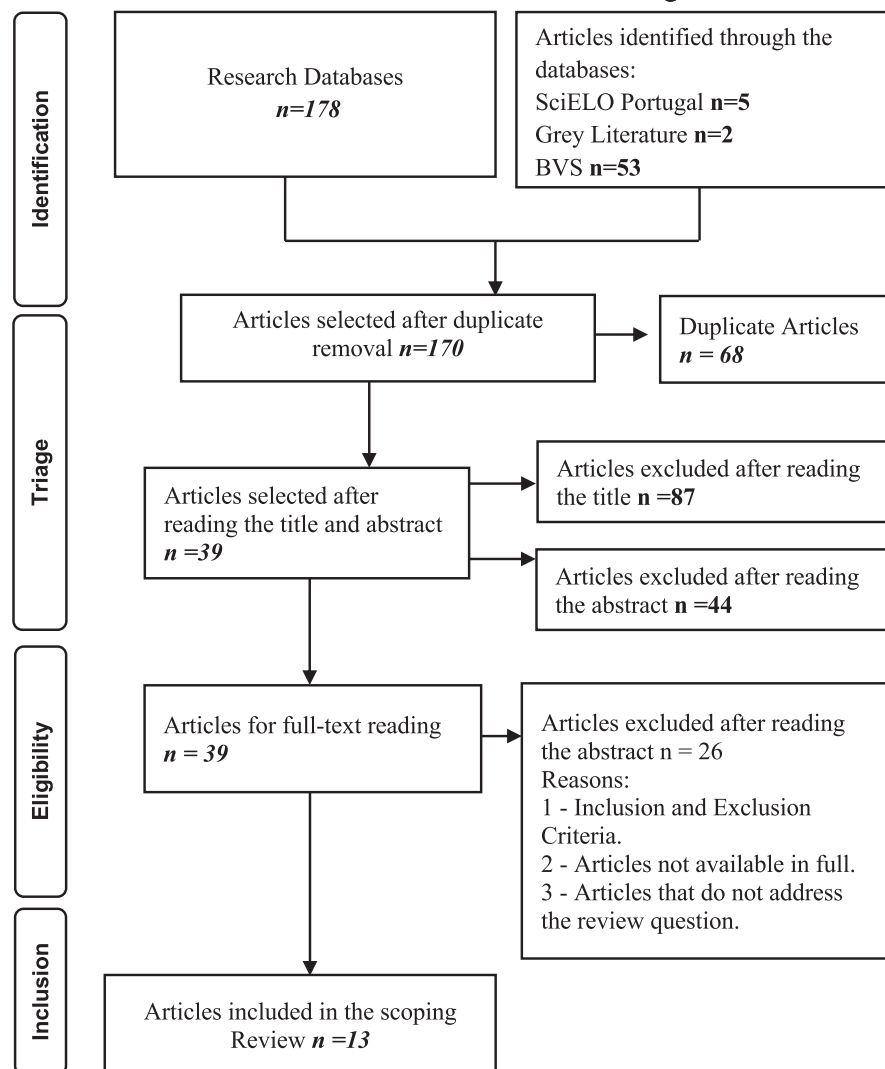 Identification
Research Databases
n=178
Articles identified through the
databases:
SciELO Portugal n=5
Grey Literature n=2
BVS n=53
Articles selected after duplicate
removal n=170
Duplicate Articles
n = 68
Triage
Articles selected after
reading the title and abstract
n =39
Articles excluded after reading
the title n =87
Articles excluded after reading
the abstract n =44
Eligibility
Articles for full-text reading
n = 39
Articles excluded after reading
the abstract n = 26
Reasons:
1 - Inclusion and Exclusion
Criteria.
2 - Articles not available in full.
3 - Articles that do not address
the review question.
Inclusion
Articles included in the scoping
Review n =13